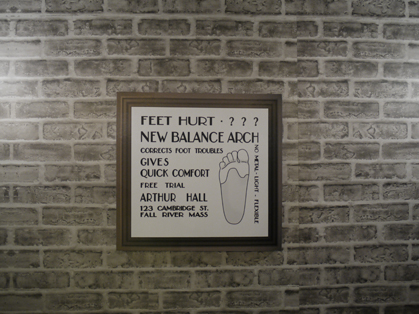 FEET HURT · ? ? ?
NEW BALANCE ARCH
CORRECTS FOOT TROUBLES
GIVES
QUICK COMFORT
FREE TRIAL
ARTHUR HALL
123 CAMBRIDGE ST.
FALL RIVER MASS
NO METAL - LIGHT - FLEXIBLE